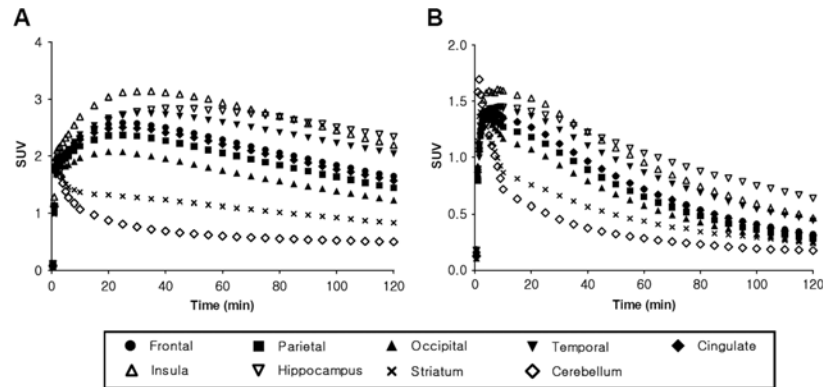 A
B
4
3
2
1
0
SUV
0 20 40 60 80 100 120
Time (min)
2.0
1.5
1.0
0.5
0.0
SUV
0 20 40 60 80 100 120
Time (min)
Frontal Parietal Occipital Temporal Cingulate
Insula Hippocampus Striatum Cerebellum